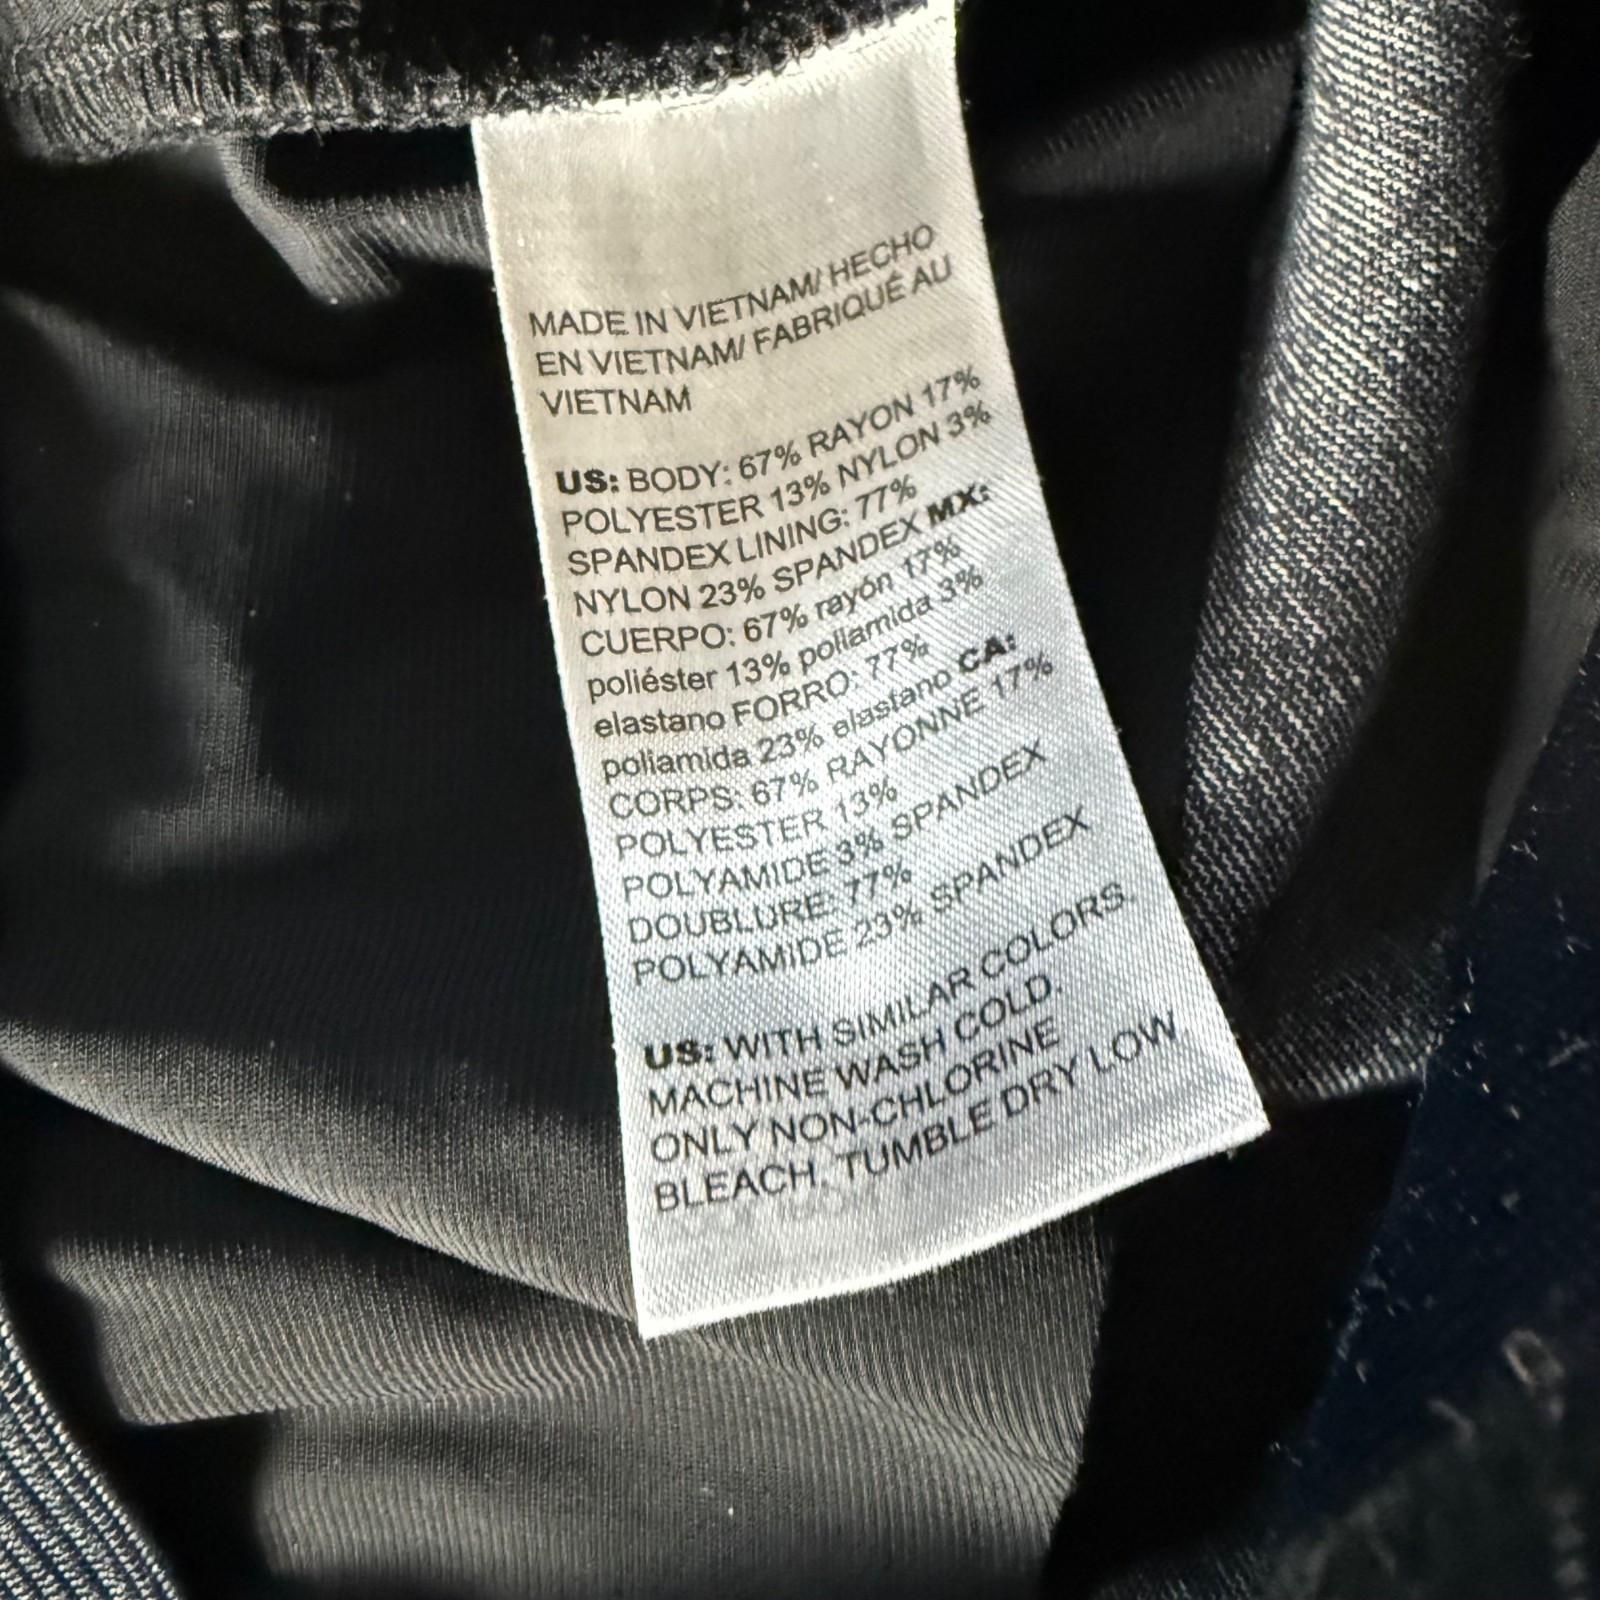 MADE IN VIETNAM/ HECHO
EN VIETNAM/ FABRIQUÉ AU
VIETNAM
US: BODY: 67% RAYON 17%
POLYESTER 13% NYLON 3%
SPANDEX LINING: 77%
NYLON 23% SPANDEX MX:
CUERPO: 67% rayón 17%
poliéster 13% poliamida 3%
elastano FORRO: 77%
poliamida 23% elastano CA:
CORPS: 67% RAYONNE 17%
POLYESTER 13%
POLYAMIDE 3% SPANDEX
DOUBLURE: 77%
POLYAMIDE 23% SPANDEX
US: WITH SIMILAR COLORS.
MACHINE WASH COLD.
ONLY NON-CHLORINE
BLEACH. TUMBLE DRY LOW.